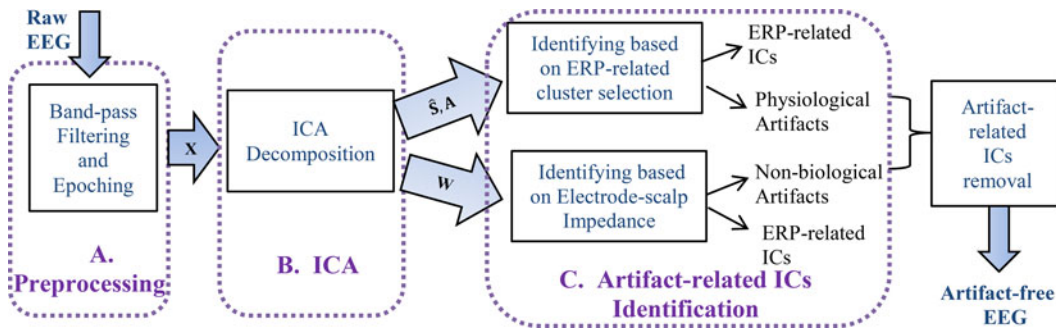 Raw
EEG
Band-pass
Filtering
and
Epoching
A.
Preprocessing
X
ICA
Decomposition
B. ICA
Ŝ, A
W
Identifying based
on ERP-related
cluster selection
ERP-related
ICs
Physiological
Artifacts
Identifying based
on Electrode-scalp
Impedance
Non-biological
Artifacts
ERP-related
ICs
C. Artifact-related ICs
Identification
Artifact-
related
ICs
removal
Artifact-free
EEG